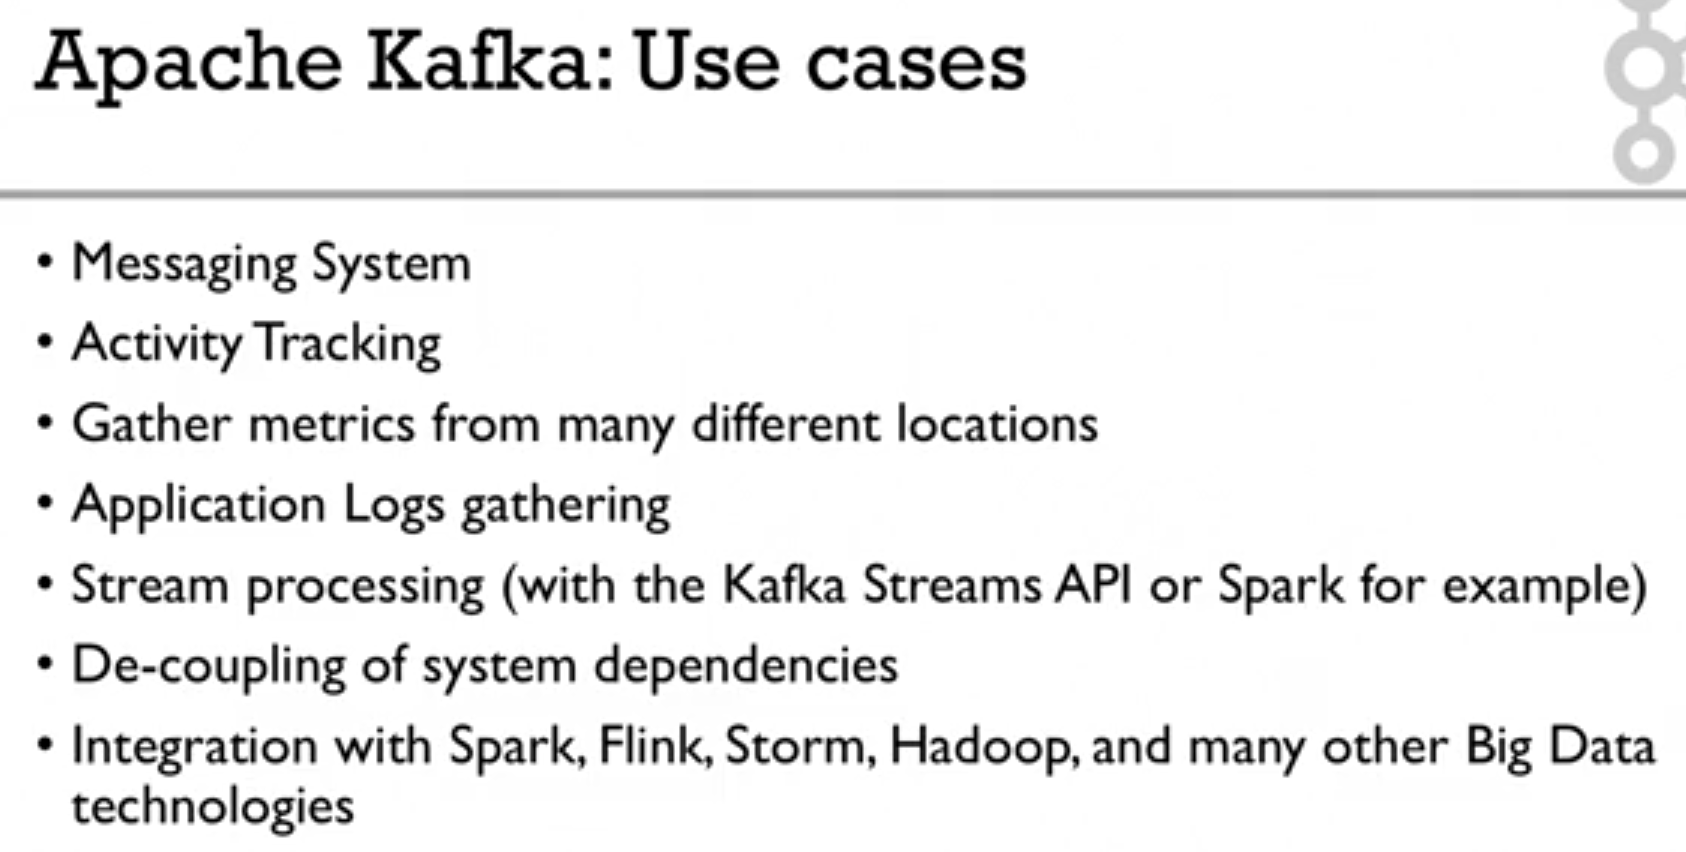 Apache Kafka: Use cases
• Messaging System
• Activity Tracking
• Gather metrics from many different locations
• Application Logs gathering
• Stream processing (with the Kafka Streams API or Spark for example)
• De-coupling of system dependencies
• Integration with Spark, Flink, Storm, Hadoop, and many other Big Data
technologies